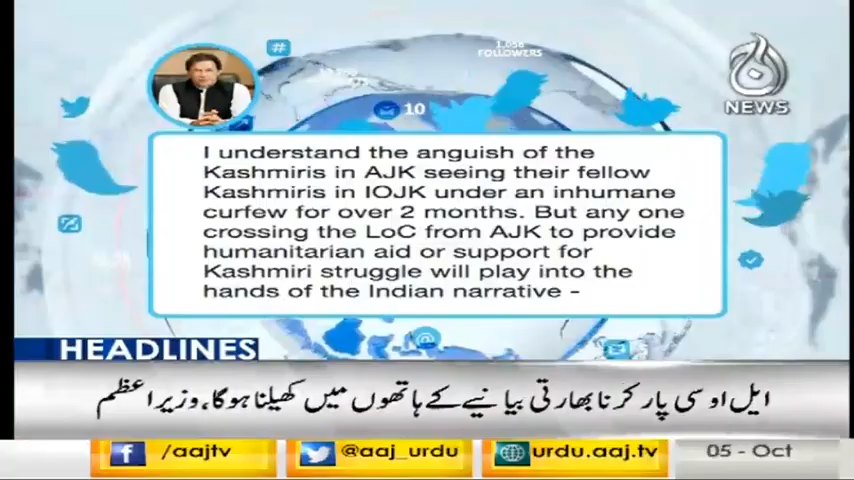 #
FOLLOWERS
آج
NEWS
10
I understand the anguish of the
Kashmiris in AJK seeing their fellow
Kashmiris in IOJK under an inhumane
curfew for over 2 months. But any one
crossing the LoC from AJK to provide
humanitarian aid or support for
Kashmiri struggle will play into the
hands of the Indian narrative -
@
HEADLINES
ایل او سی پار کرنا بھارتی بیانیے کے ہاتھوں میں کھیلنا ہوگا، وزیراعظم
f /aajtv
@aaj_urdu
urdu.aaj.tv
05 - Oct